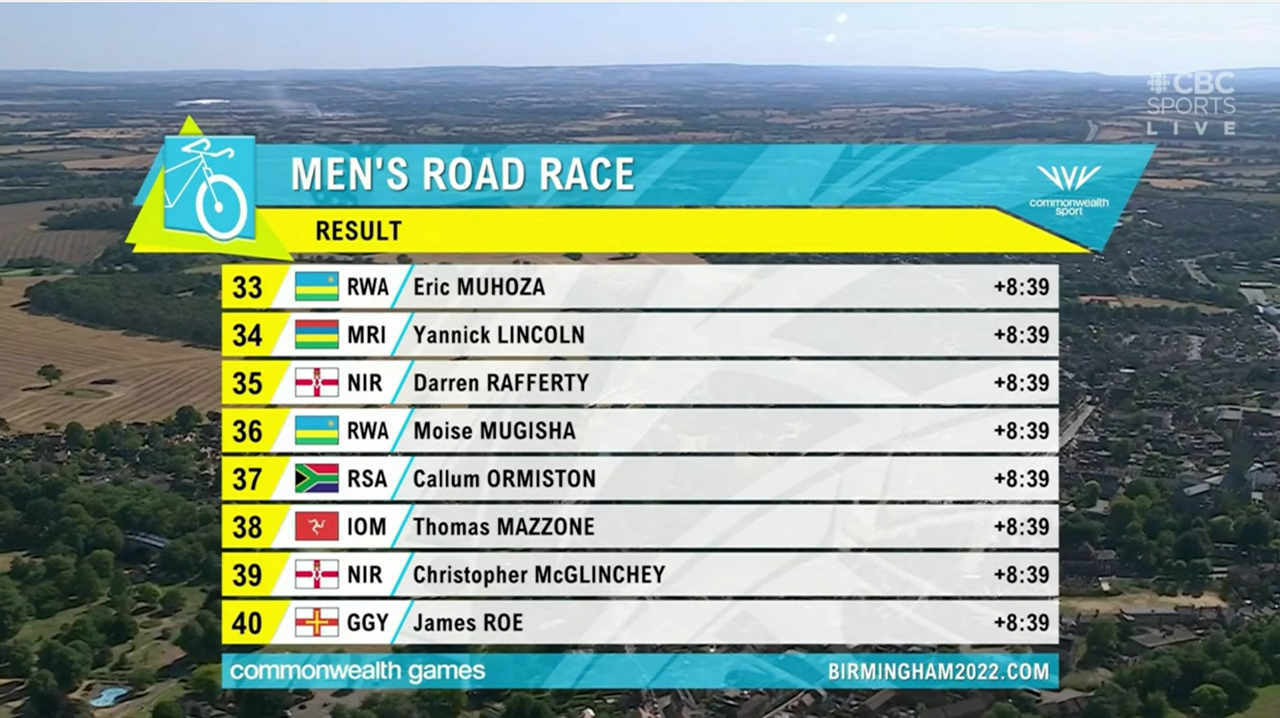 CBC
SPORTS
LIVE
MEN'S ROAD RACE
commonwealth
sport
RESULT
33 RWA Eric MUHOZA +8:39
34 MRI Yannick LINCOLN +8:39
35 NIR Darren RAFFERTY +8:39
36 RWA Moise MUGISHA +8:39
37 RSA Callum ORMISTON +8:39
38 IOM Thomas MAZZONE +8:39
39 NIR Christopher McGLINCHEY +8:39
40 GGY James ROE +8:39
commonwealth games BIRMINGHAM2022.COM